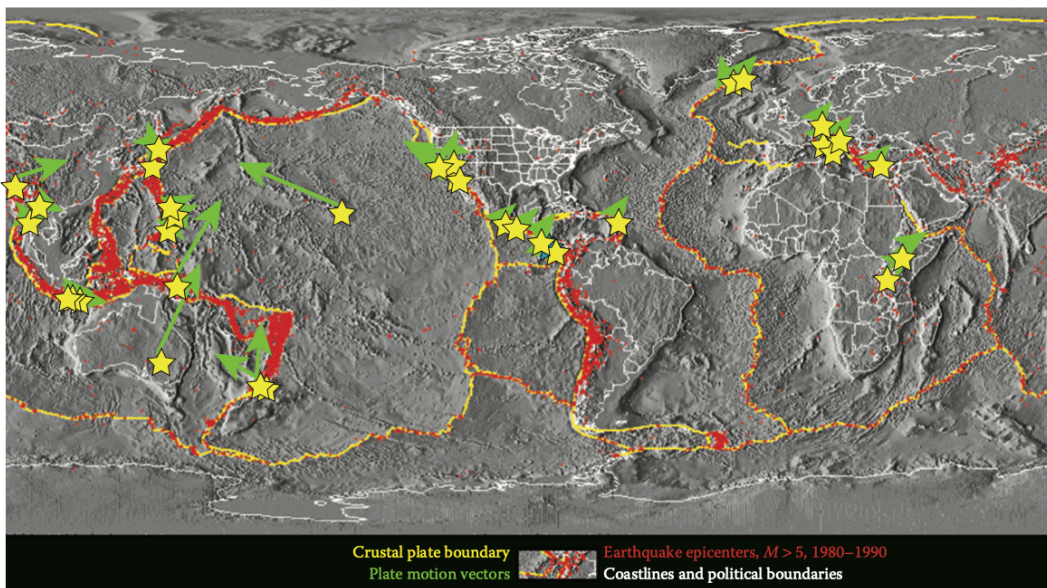 Crustal plate boundary
Earthquake epicenters, M > 5, 1980–1990
Plate motion vectors
Coastlines and political boundaries